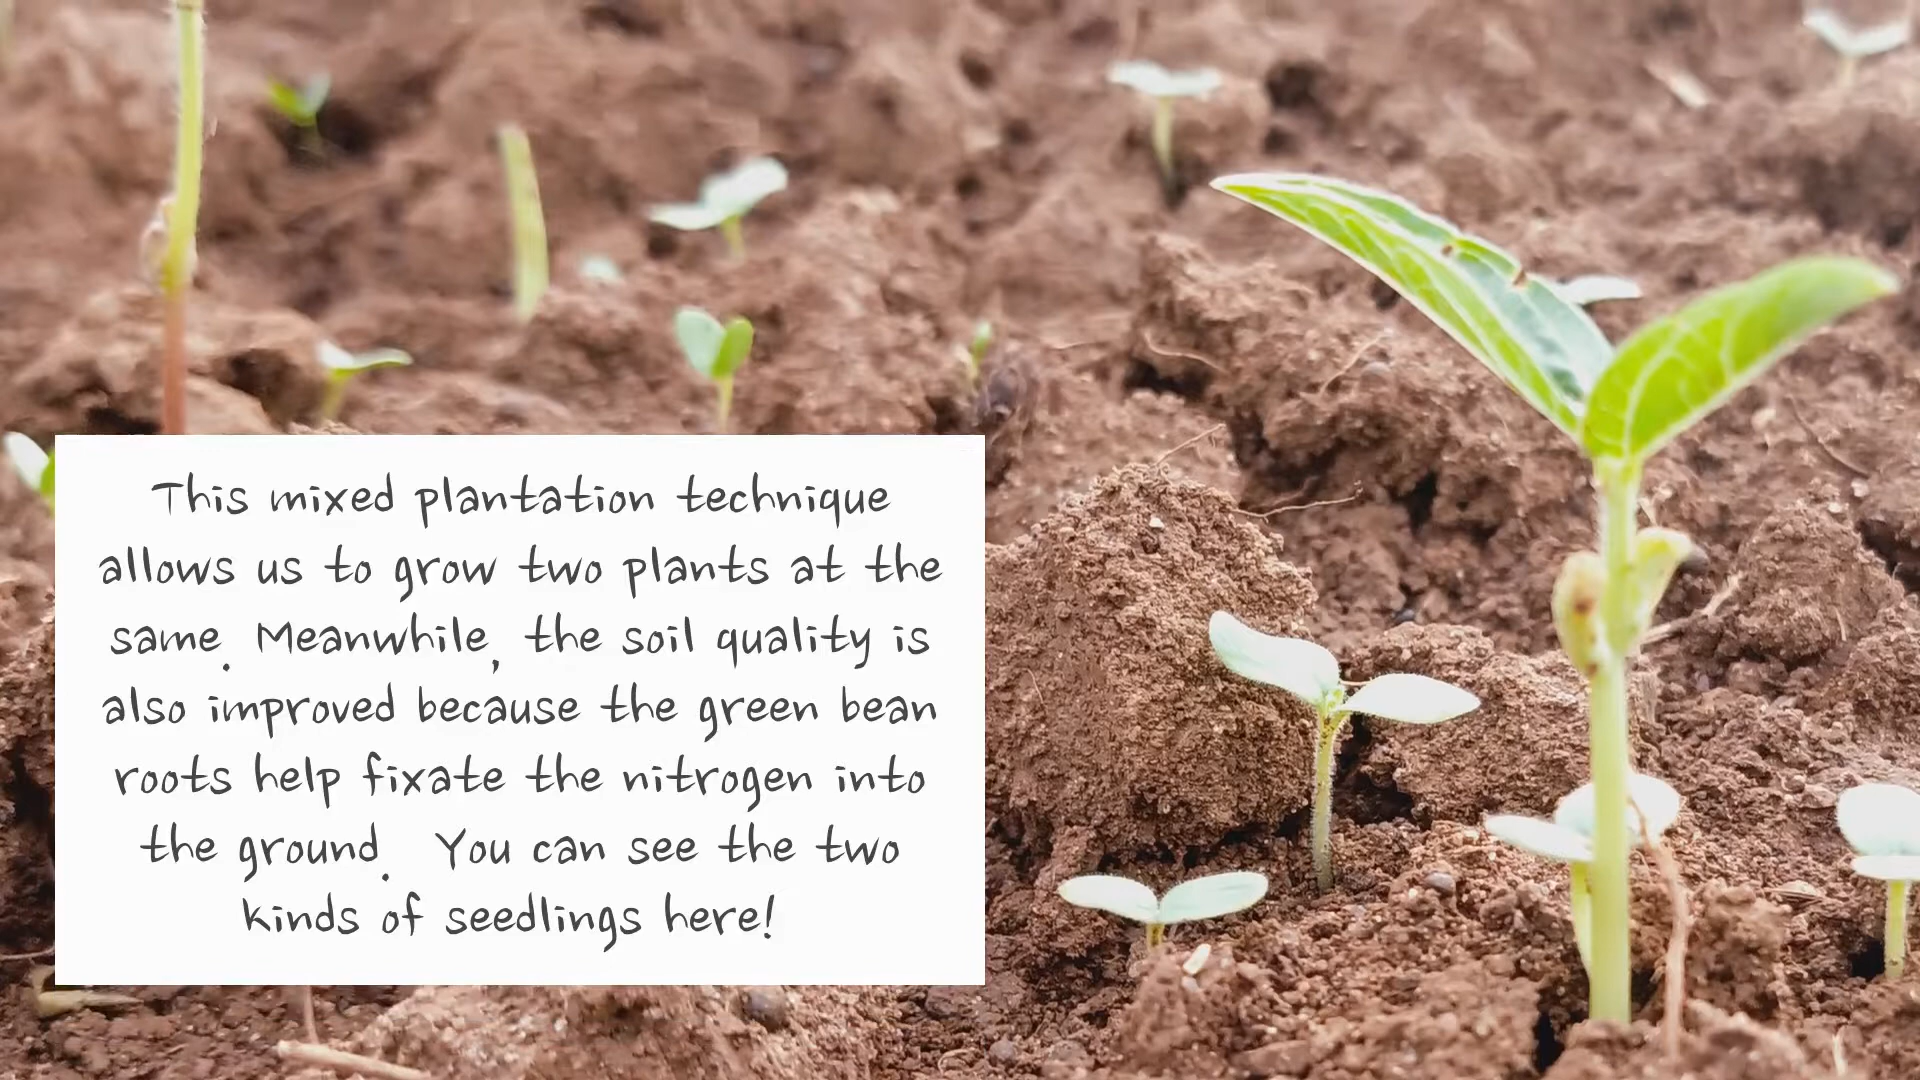 This mixed plantation technique
allows us to grow two plants at the
same. Meanwhile, the soil quality is
also improved because the green bean
roots help fixate the nitrogen into
the ground.  You can see the two
kinds of seedlings here!